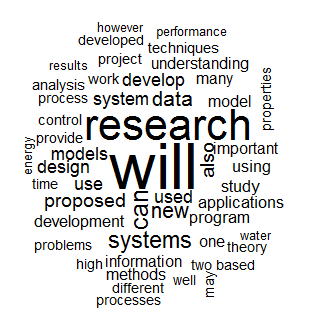 however performance
developed techniques
results project understanding
analysis work develop many
process system data model properties
control research
provide also important
energy models will using
design study
time use can used applications
proposed new program
development
problems systems one water
theory
high information two based
methods may
different well
processes